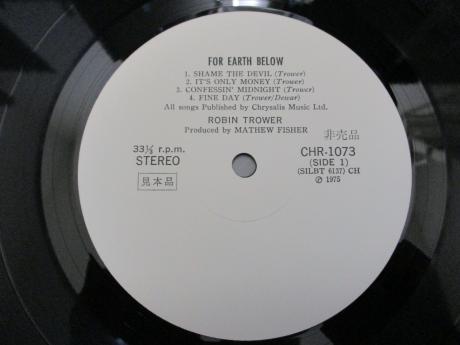 FOR EARTH BELOW
1. SHAME THE DEVIL (Trower)
2. IT'S ONLY MONEY (Trower)
3. CONFESSIN' MIDNIGHT (Trower)
4. FINE DAY (Trower/Dewar)
All songs Published by Chrysalis Music Ltd.
ROBIN TROWER
Produced by MATHEW FISHER
非売品
33⅓ r.p.m.
STEREO
見本品
CHR-1073
(SIDE 1)
(SILBT 6137) CH
Ⓟ 1975